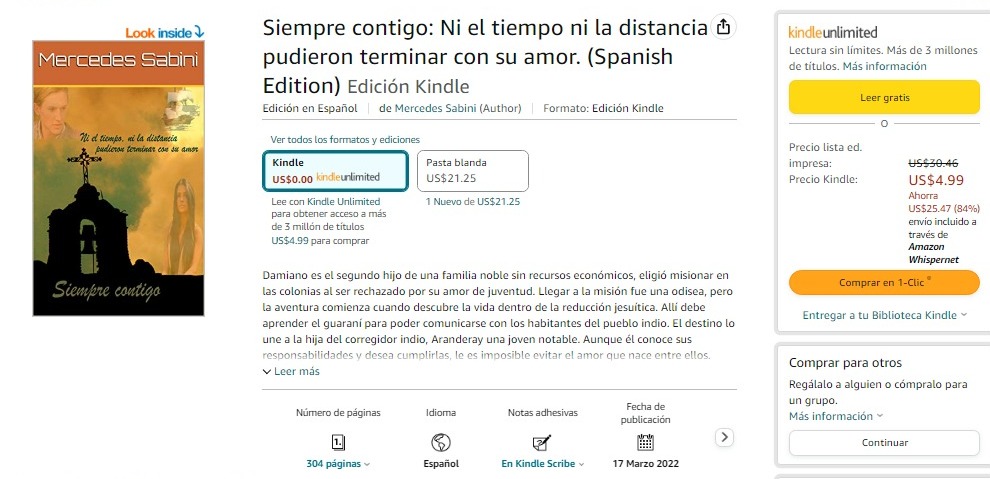 Look inside
Mercedes Sabini
Ni el tiempo, ni la distancia
pudieron terminar con su amor
Siempre contigo
Siempre contigo: Ni el tiempo ni la distancia
pudieron terminar con su amor. (Spanish
Edition) Edición Kindle
Edición en Español | de Mercedes Sabini (Author) | Formato: Edición Kindle
Ver todos los formatos y ediciones
Kindle
US$0.00 kindleunlimited
Pasta blanda
US$21.25
Lee con Kindle Unlimited
para obtener acceso a más
de 3 millón de títulos
US$4.99 para comprar
1 Nuevo de US$21.25
Damiano es el segundo hijo de una familia noble sin recursos económicos, eligió misionar en
las colonias al ser rechazado por su amor de juventud. Llegar a la misión fue una odisea, pero
la aventura comienza cuando descubre la vida dentro de la reducción jesuítica. Allí debe
aprender el guaraní para poder comunicarse con los habitantes del pueblo indio. El destino lo
une a la hija del corregidor indio, Aranderay una joven notable. Aunque él conoce sus
responsabilidades y desea cumplirlas, le es imposible evitar el amor que nace entre ellos.
Leer más
Número de páginas
304 páginas
Idioma
Español
Notas adhesivas
En Kindle Scribe
Fecha de
publicación
17 Marzo 2022
kindleunlimited
Lectura sin límites. Más de 3 millones
de títulos. Más información
Leer gratis
O
Precio lista ed.
impresa: US$30.46
Precio Kindle: US$4.99
Ahorra
US$25.47 (84%)
envío incluido a
través de
Amazon
Whispernet
Comprar en 1-Clic ®
Entregar a tu Biblioteca Kindle
Comprar para otros
Regálalo a alguien o cómpralo para
un grupo.
Más información
Continuar